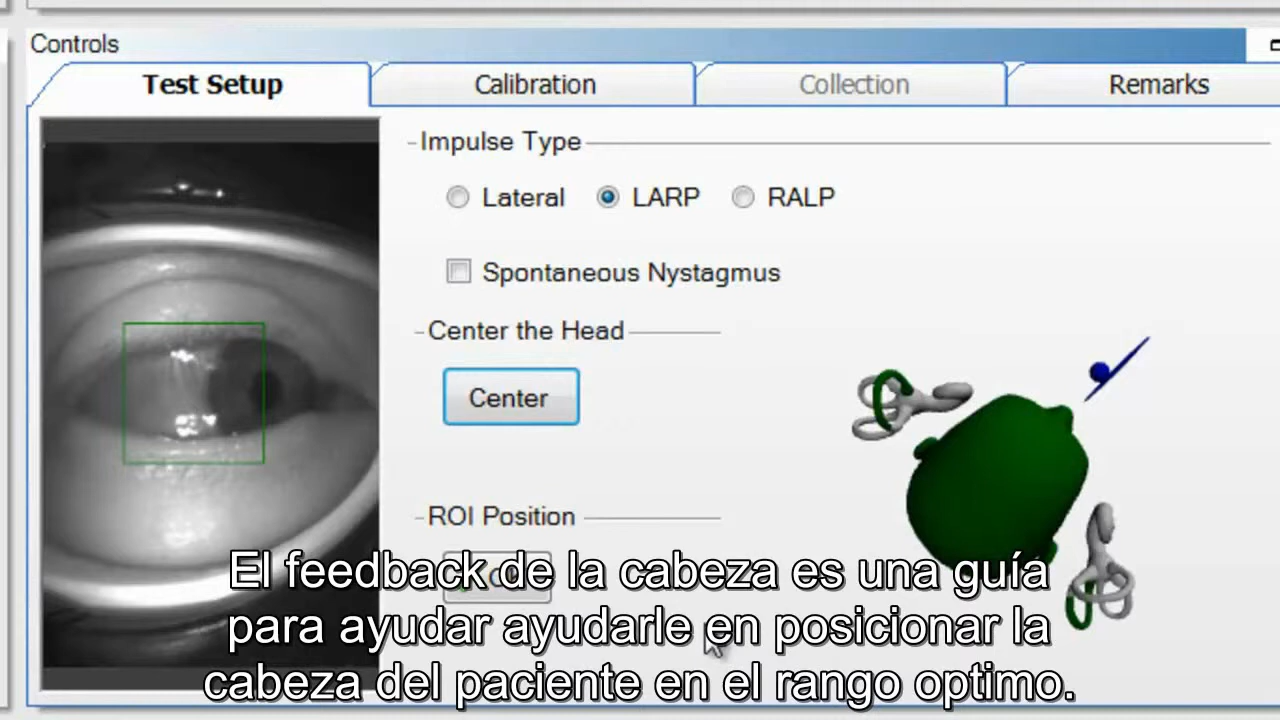 Controls
Test Setup
Calibration
Collection
Remarks
Impulse Type
Lateral
LARP
RALP
Spontaneous Nystagmus
Center the Head
Center
ROI Position
El feedback de la cabeza es una guía
para ayudar ayudarle en posicionar la
cabeza del paciente en el rango optimo.